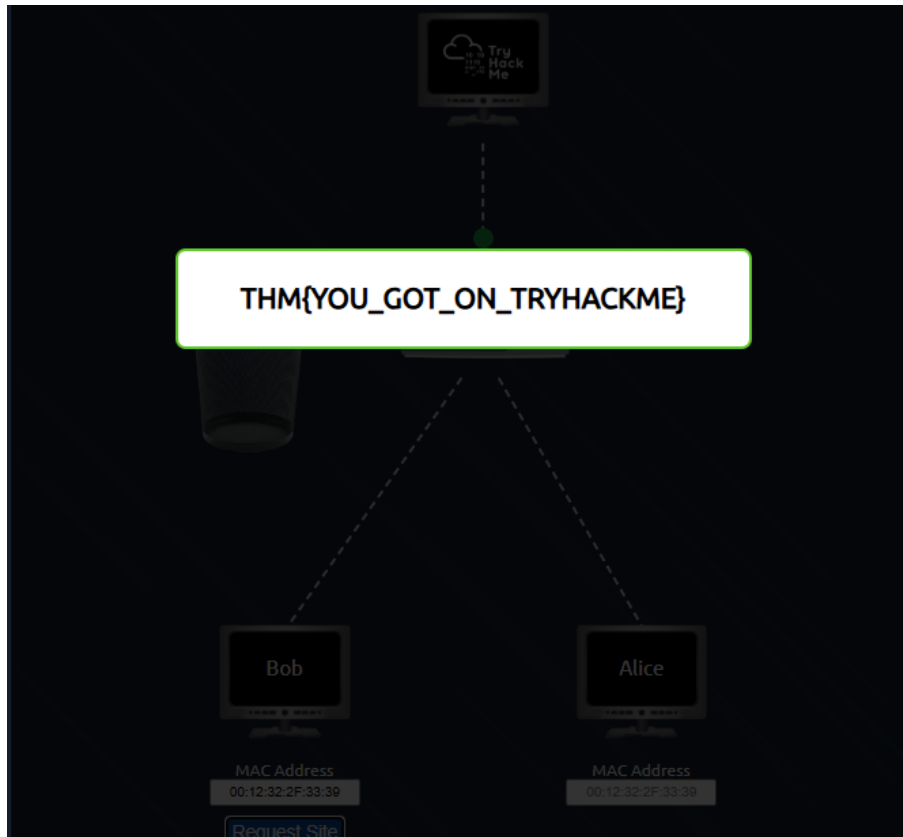 Try
Hack
Me
THM{YOU_GOT_ON_TRYHACKME}
Bob
Alice
MAC Address
MAC Address
00:12:32:2F:33:39
00:12:32:2F:33:39
Request Site